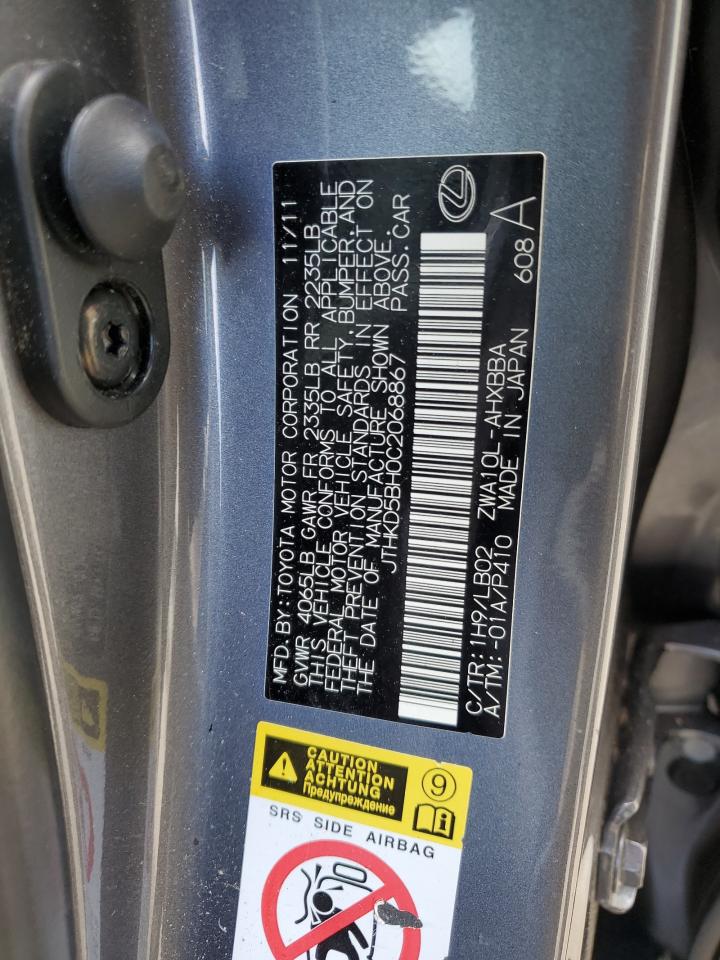 MFD. BY: TOYOTA MOTOR CORPORATION 11/11
GVWR 4065LB GAWR FR 2335LB RR 2235LB
THIS VEHICLE CONFORMS TO ALL APPLICABLE
FEDERAL MOTOR VEHICLE SAFETY, BUMPER, AND
THEFT PREVENTION STANDARDS IN EFFECT ON
THE DATE OF MANUFACTURE SHOWN ABOVE.
JTHKD5BH0C2068867 PASS. CAR
C/TR: 1H9/LB02 ZWA10L-AHXBBA
A/TM: -01A/P410 MADE IN JAPAN 608 A
CAUTION
ATTENTION
ACHTUNG
Предупреждение
9
i
SRS SIDE AIRBAG